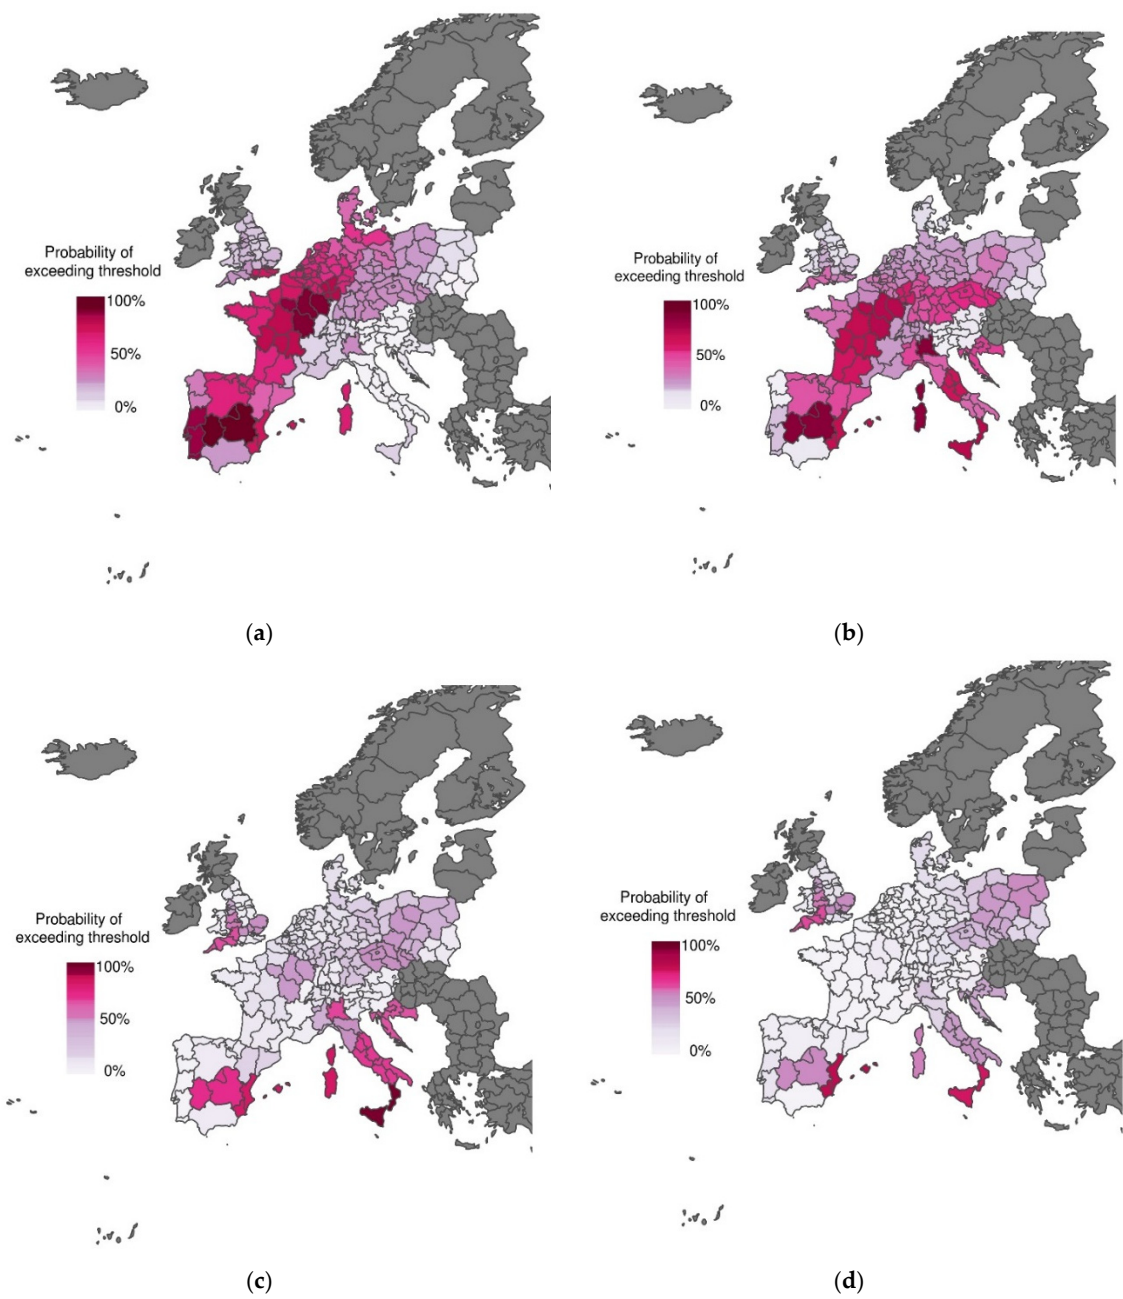 Probability of
exceeding threshold
100%
50%
0%
Probability of
exceeding threshold
100%
50%
0%
(a)
(b)
Probability of
exceeding threshold
100%
50%
0%
Probability of
exceeding threshold
100%
50%
0%
(c)
(d)